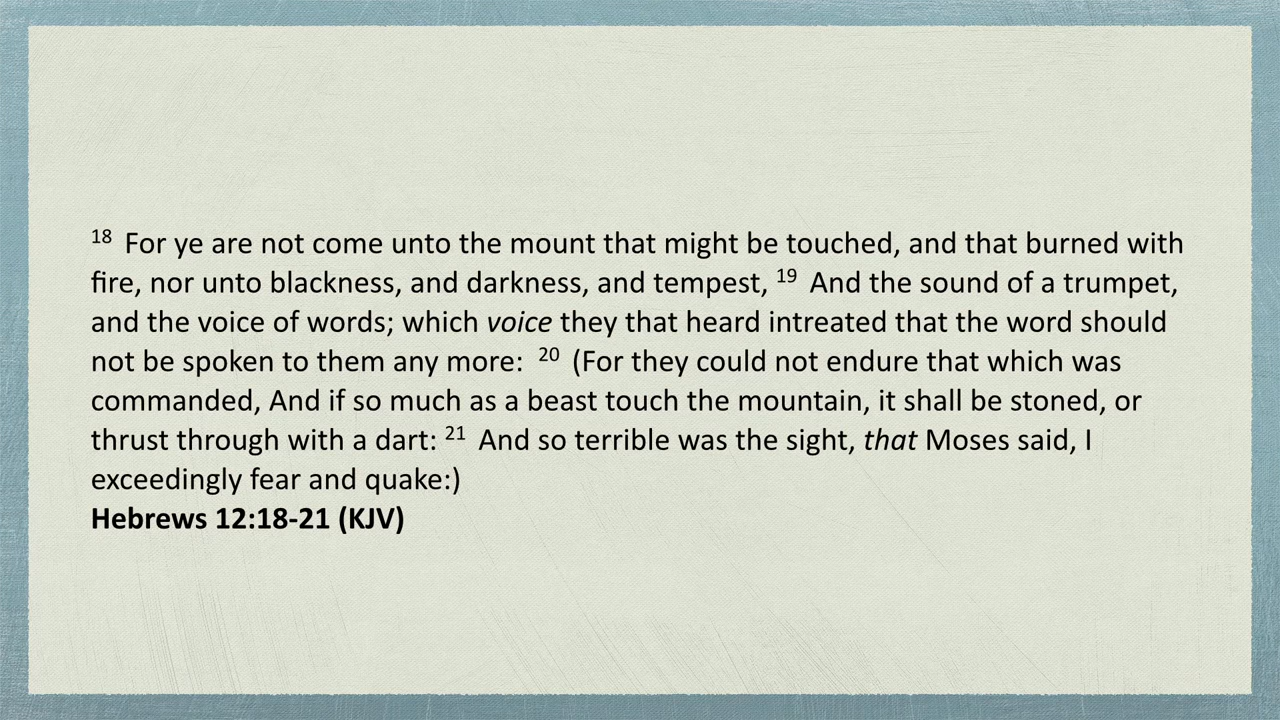 18 For ye are not come unto the mount that might be touched, and that burned with
fire, nor unto blackness, and darkness, and tempest, 19 And the sound of a trumpet,
and the voice of words; which voice they that heard intreated that the word should
not be spoken to them any more: 20 (For they could not endure that which was
commanded, And if so much as a beast touch the mountain, it shall be stoned, or
thrust through with a dart: 21 And so terrible was the sight, that Moses said, I
exceedingly fear and quake:)
Hebrews 12:18-21 (KJV)